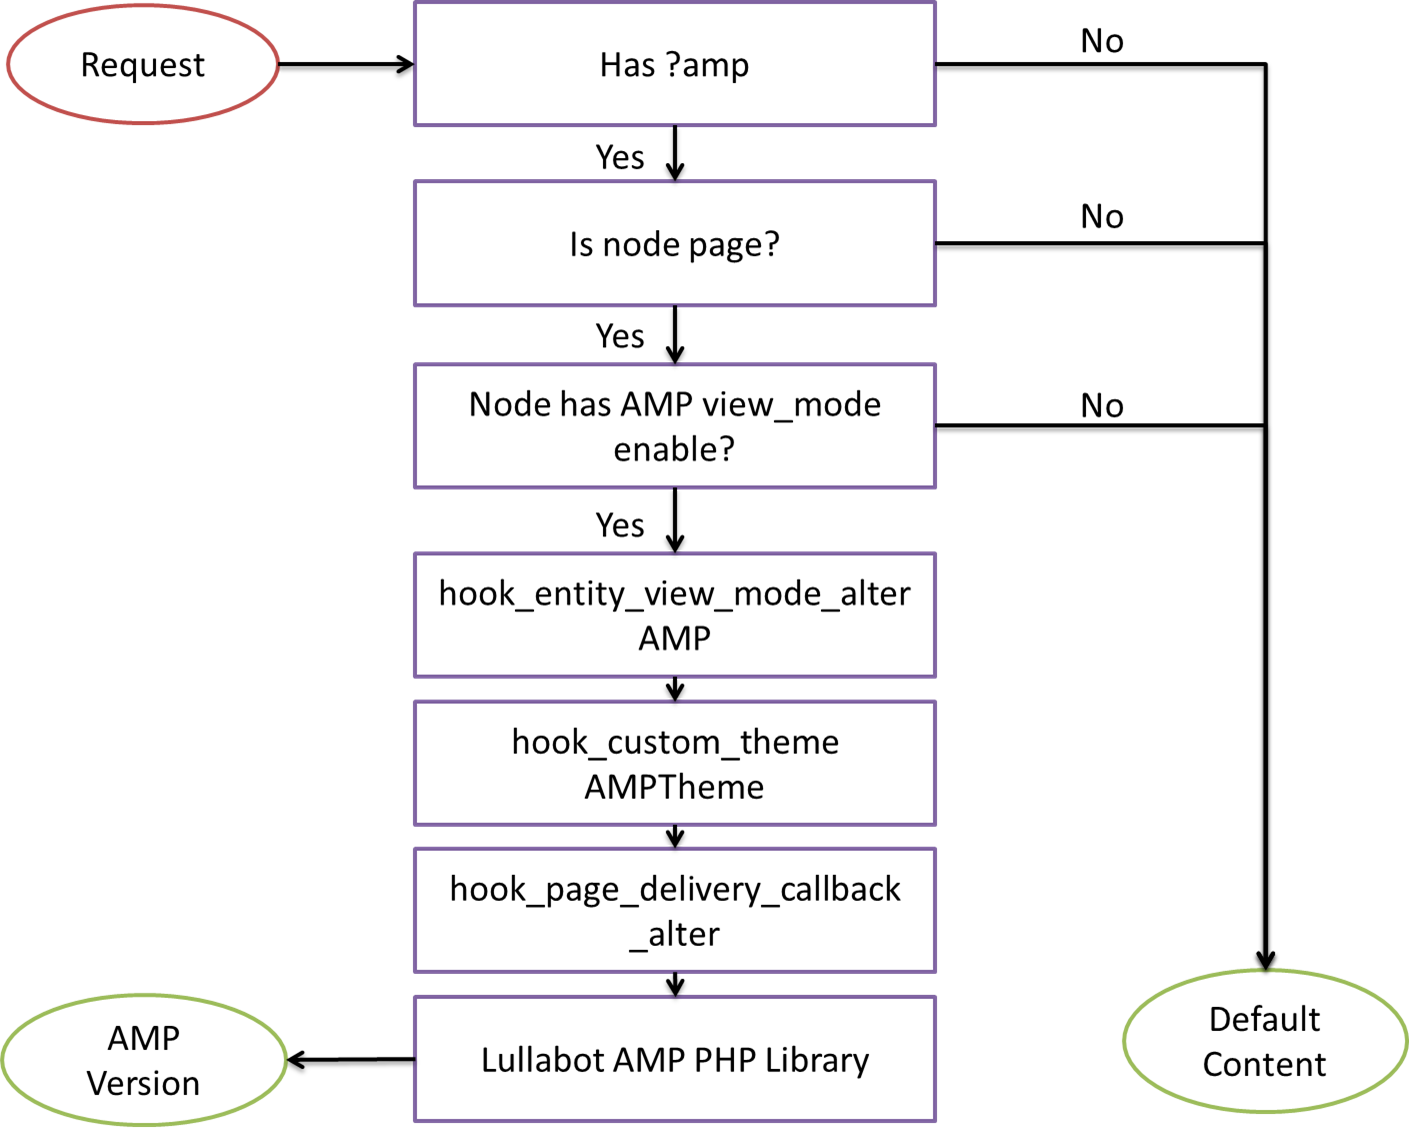 Request
Has ?amp
No
Yes
Is node page?
No
Yes
Node has AMP view_mode
enable?
No
Yes
hook_entity_view_mode_alter
AMP
hook_custom_theme
AMPTheme
hook_page_delivery_callback
_alter
Lullabot AMP PHP Library
AMP
Version
Default
Content